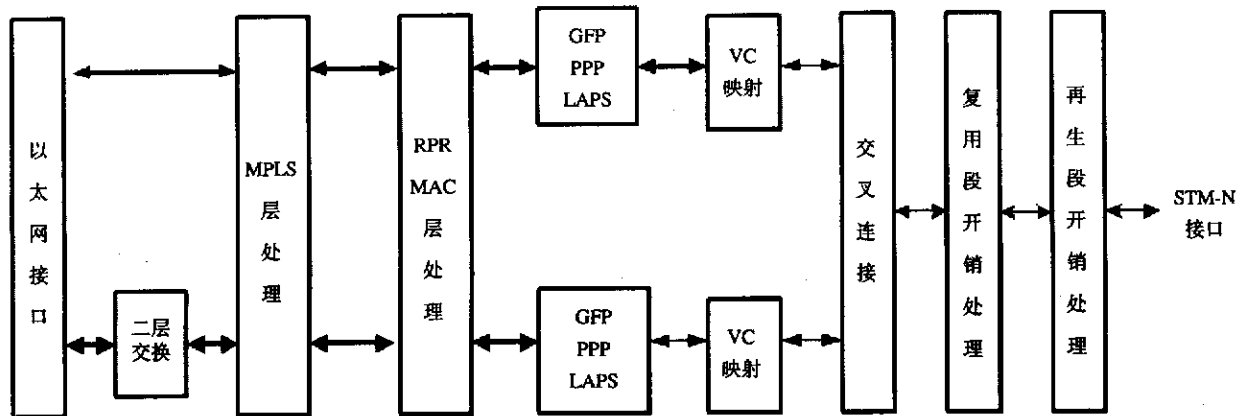 以太网接口
二层
交换
MPLS
层处理
RPR
MAC
层处理
GFP
PPP
LAPS
VC
映射
GFP
PPP
LAPS
VC
映射
交叉连接
复用段开销处理
再生段开销处理
STM-N
接口